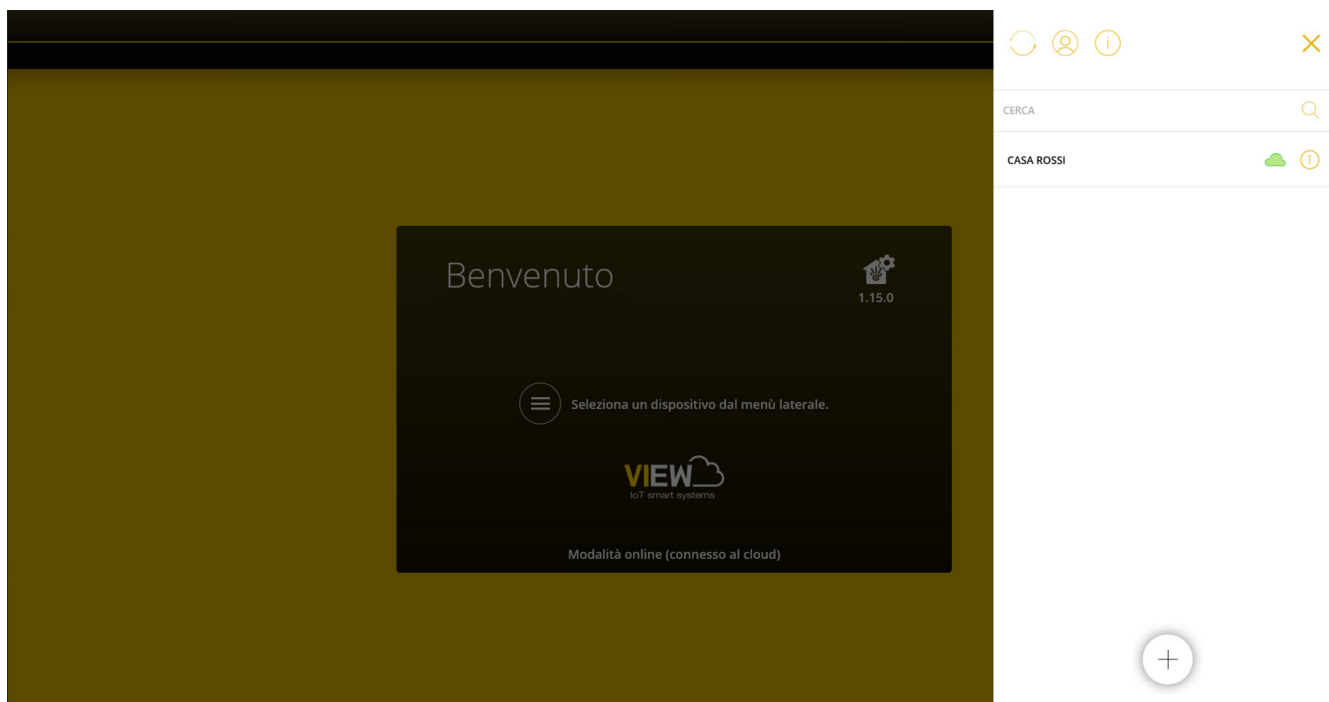 CERCA
CASA ROSSI
Benvenuto
1.15.0
Seleziona un dispositivo dal menù laterale.
VIEW
IoT smart systems
Modalità online (connesso al cloud)